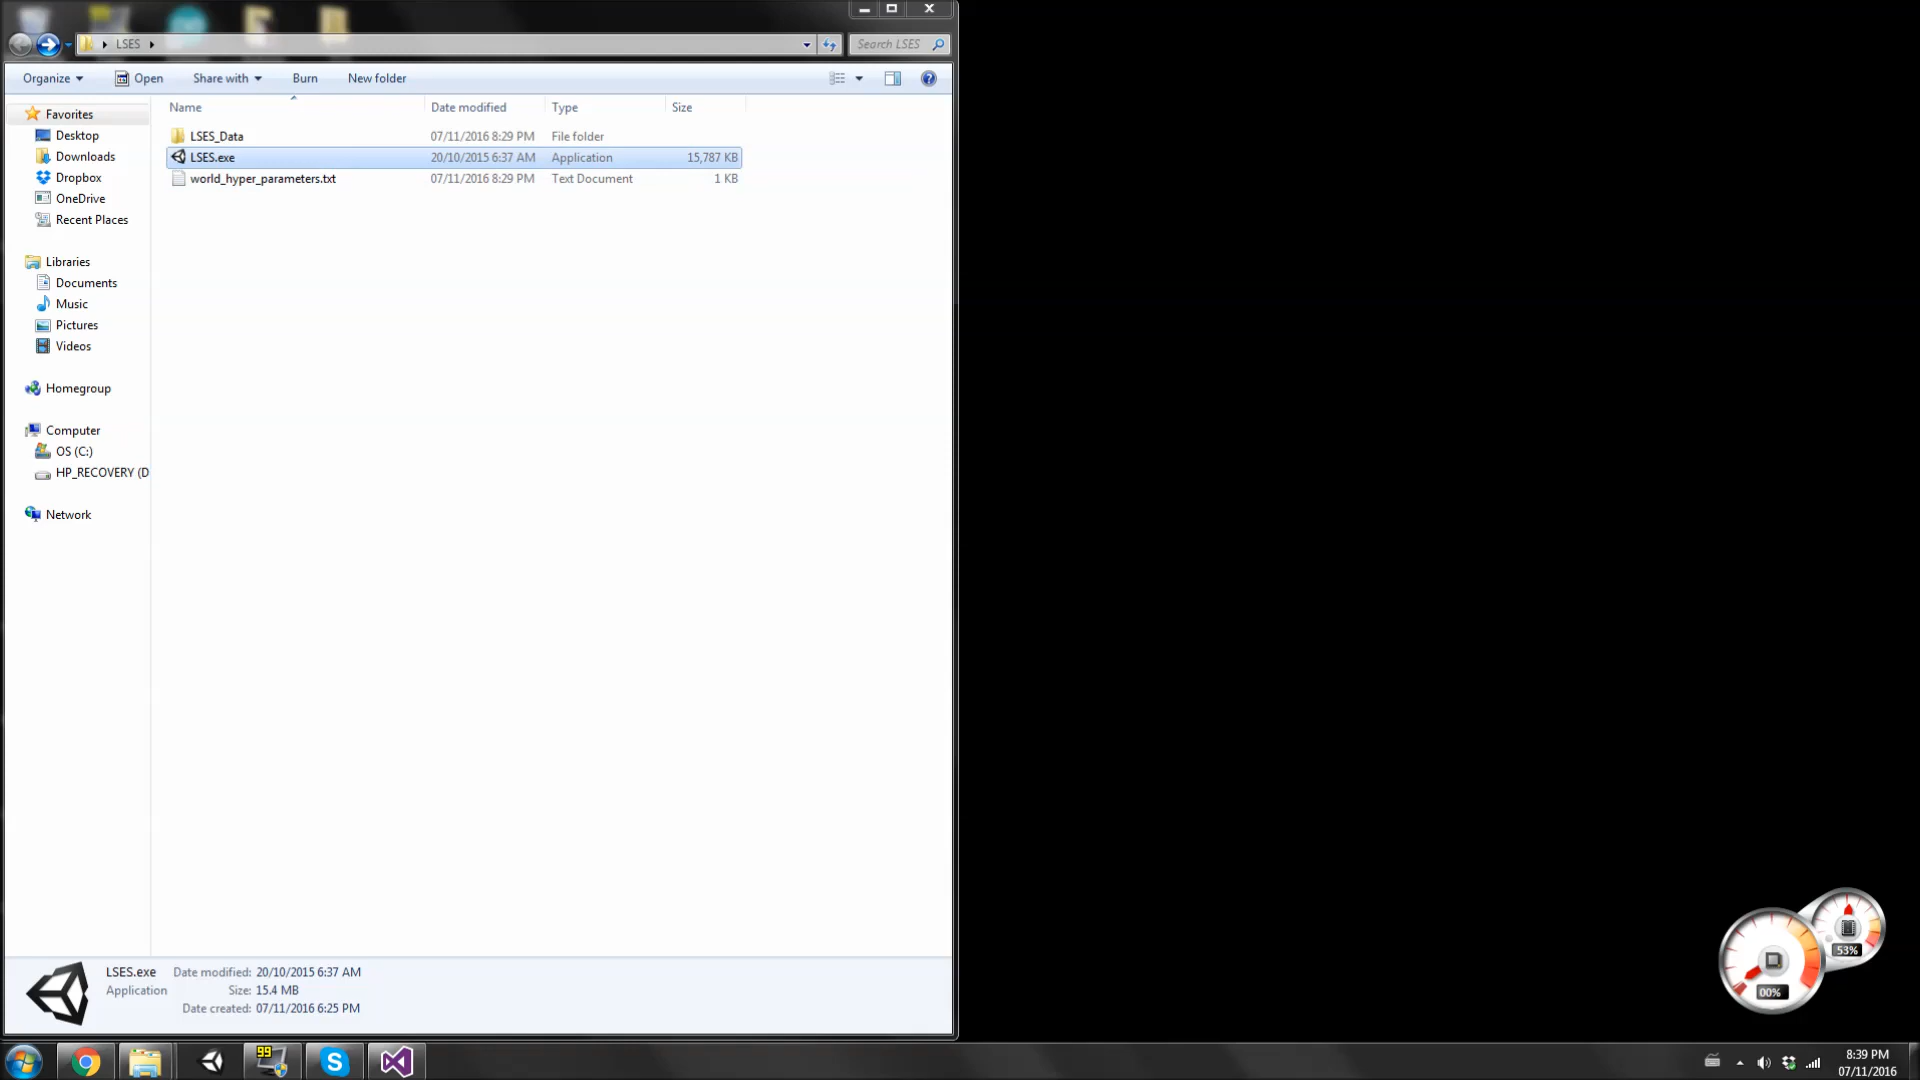 LSES
Search LSES
Organize
Open
Share with
Burn
New folder
Name
Date modified
Type
Size
Favorites
Desktop
Downloads
Dropbox
OneDrive
Recent Places
Libraries
Documents
Music
Pictures
Videos
Homegroup
Computer
OS (C:)
HP_RECOVERY (D
Network
LSES_Data 07/11/2016 8:29 PM File folder
LSES.exe 20/10/2015 6:37 AM Application 15,787 KB
world_hyper_parameters.txt 07/11/2016 8:29 PM Text Document 1 KB
LSES.exe Date modified: 20/10/2015 6:37 AM
Application Size: 15.4 MB
Date created: 07/11/2016 6:25 PM
53%
00%
99
8:39 PM
07/11/2016